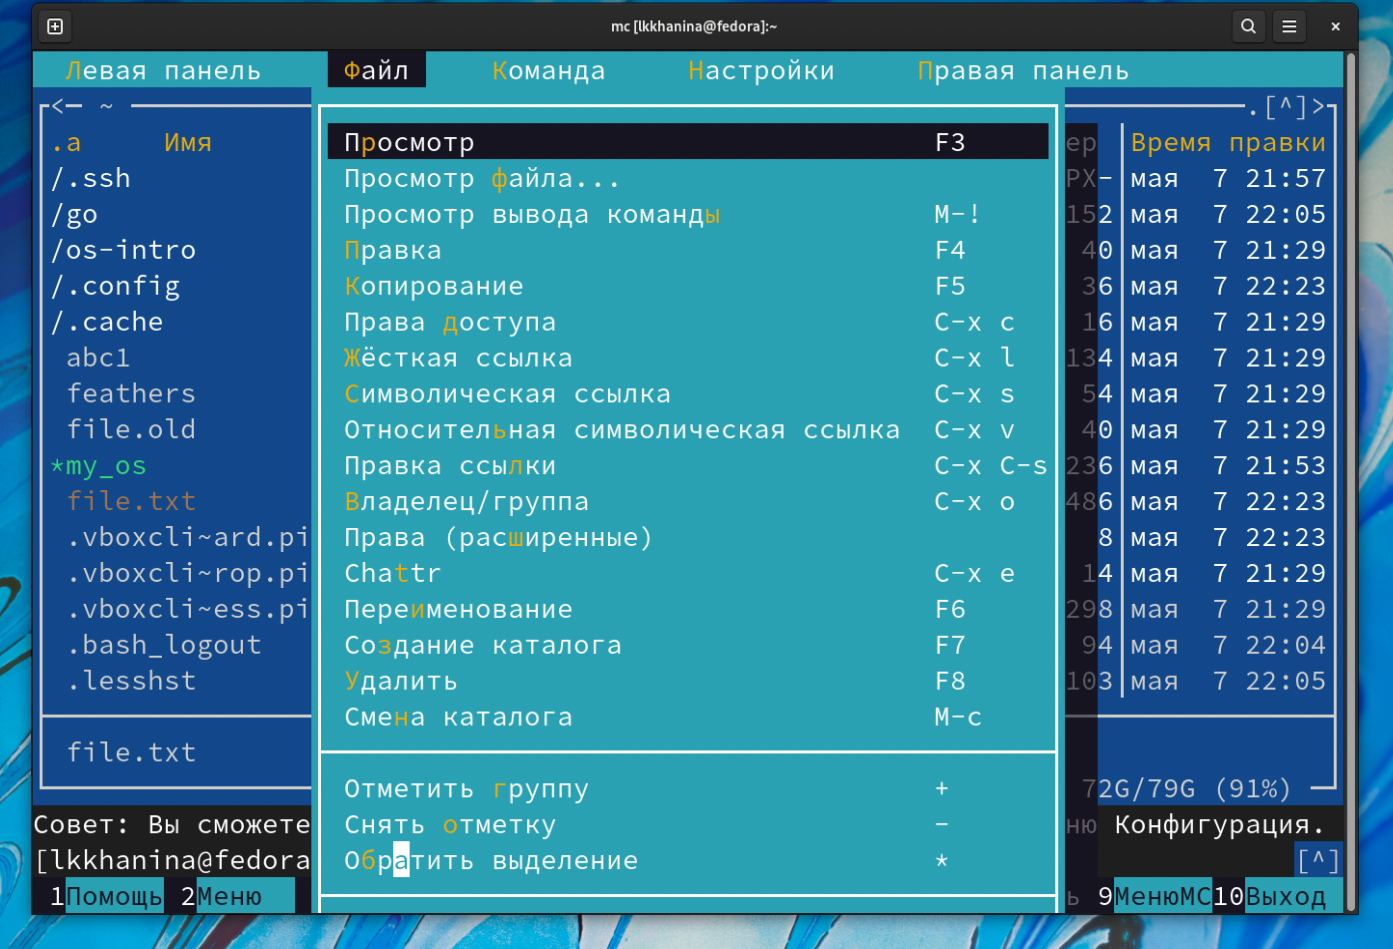 mc [lkkhanina@fedora]:~
Левая панель Файл Команда Настройки Правая панель
<— ~ .[^]>
.а Имя Просмотр F3 ер Время правки
/.ssh Просмотр файла... РХ- мая 7 21:57
/go Просмотр вывода команды M-! 152 мая 7 22:05
/os-intro Правка F4 40 мая 7 21:29
/.config Копирование F5 36 мая 7 22:23
/.cache Права доступа C-x c 16 мая 7 21:29
abc1 Жёсткая ссылка C-x l 134 мая 7 21:29
feathers Символическая ссылка C-x s 54 мая 7 21:29
file.old Относительная символическая ссылка C-x v 40 мая 7 21:29
*my_os Правка ссылки C-x C-s 236 мая 7 21:53
file.txt Владелец/группа C-x o 486 мая 7 22:23
.vboxcli~ard.pi Права (расширенные) 8 мая 7 22:23
.vboxcli~rop.pi Chattr C-x e 14 мая 7 21:29
.vboxcli~ess.pi Переименование F6 298 мая 7 21:29
.bash_logout Создание каталога F7 94 мая 7 22:04
.lesshst Удалить F8 103 мая 7 22:05
Смена каталога M-c
file.txt
Отметить группу + 72G/79G (91%)
Совет: Вы сможете Снять отметку - ню Конфигурация.
[lkkhanina@fedora Обратить выделение * [^]
1Помощь 2Меню ь 9МенюMC10Выход